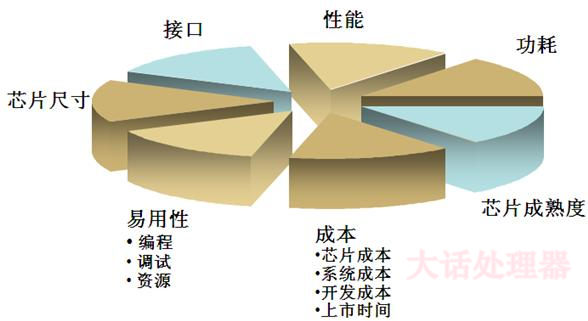 接口
性能
功耗
芯片尺寸
芯片成熟度
易用性
• 编程
• 调试
• 资源
成本
•芯片成本
•系统成本
•开发成本
•上市时间
大话处理器